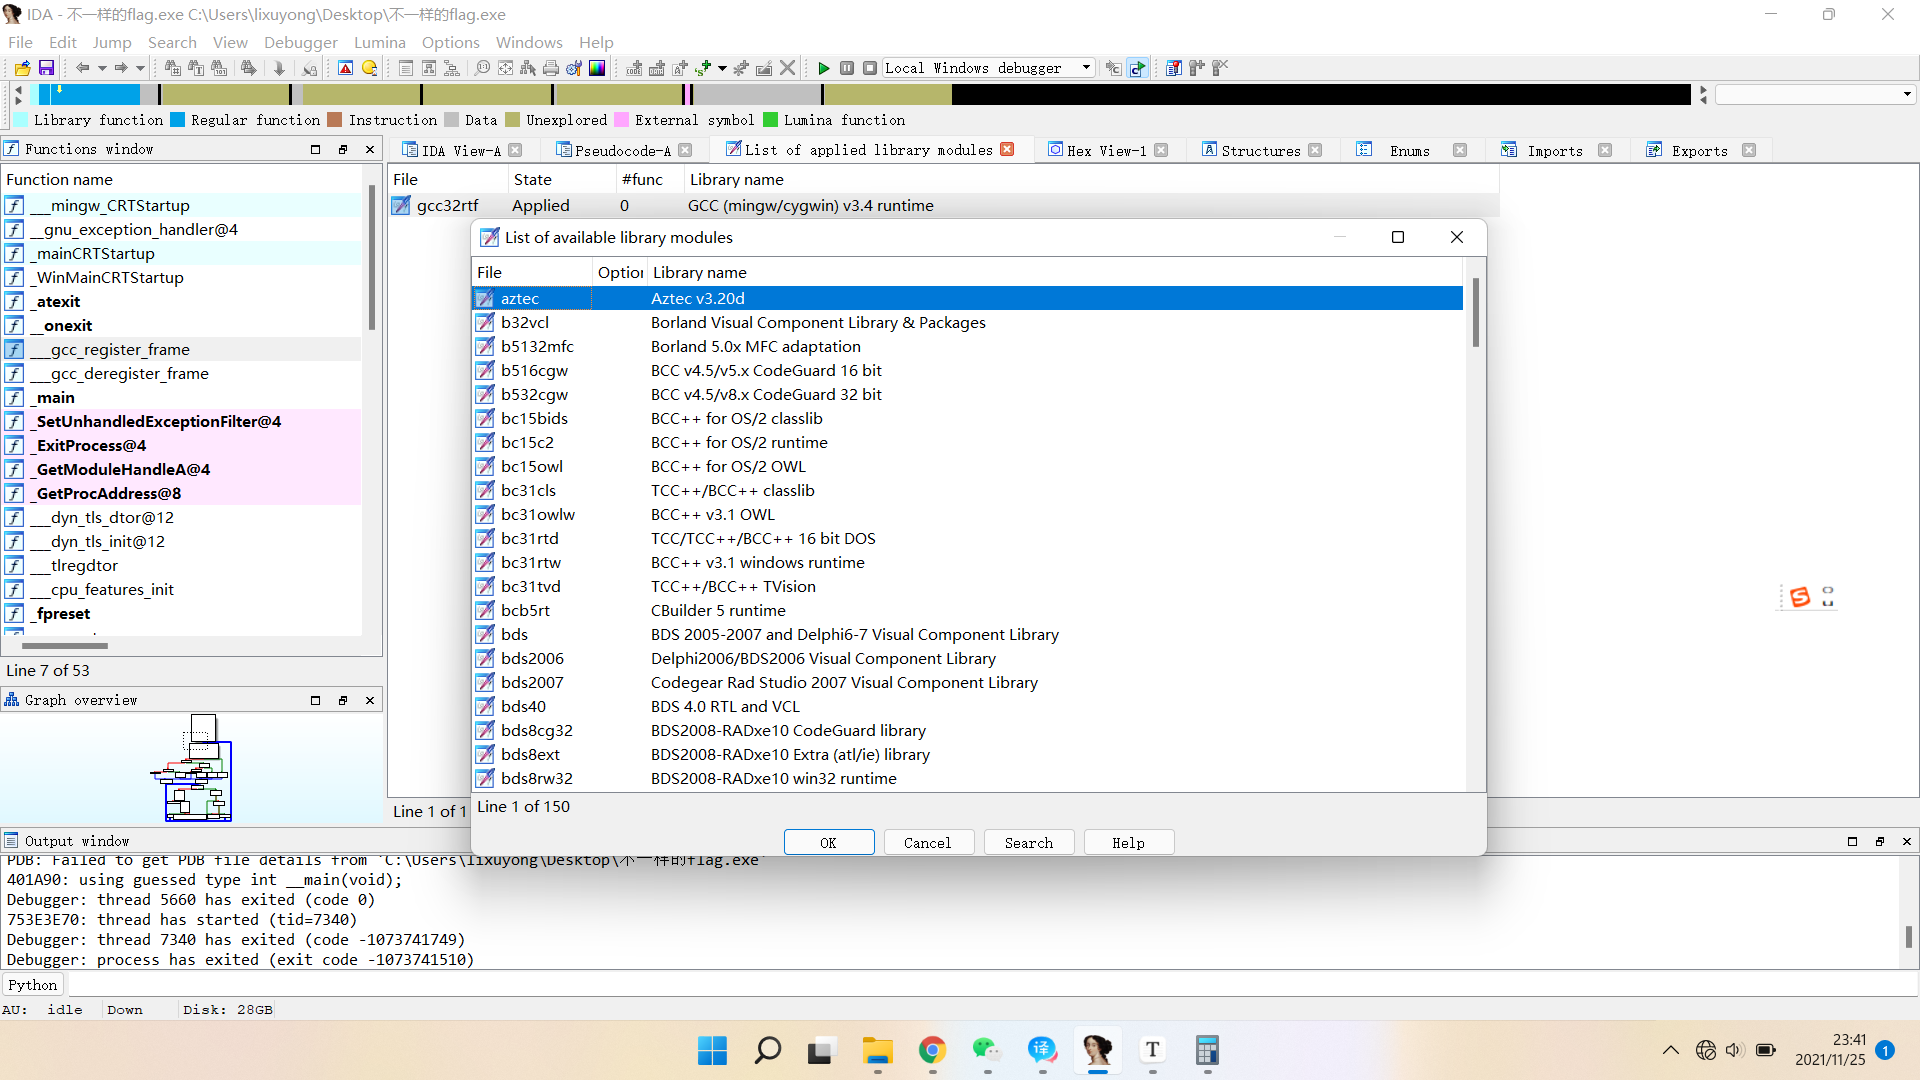 IDA - 不一样的flag.exe C:\Users\lixuyong\Desktop\不一样的flag.exe
File Edit Jump Search View Debugger Lumina Options Windows Help
Local Windows debugger
Library function Regular function Instruction Data Unexplored External symbol Lumina function
Functions window
IDA View-A Pseudocode-A List of applied library modules Hex View-1 Structures Enums Imports Exports
Function name
___mingw_CRTStartup
__gnu_exception_handler@4
_mainCRTStartup
_WinMainCRTStartup
_atexit
__onexit
___gcc_register_frame
___gcc_deregister_frame
_main
_SetUnhandledExceptionFilter@4
_ExitProcess@4
_GetModuleHandleA@4
_GetProcAddress@8
___dyn_tls_dtor@12
___dyn_tls_init@12
___tlregdtor
___cpu_features_init
_fpreset
Line 7 of 53
Graph overview
File State #func Library name
gcc32rtf Applied 0 GCC (mingw/cygwin) v3.4 runtime
Line 1 of 1
List of available library modules
File Option Library name
aztec Aztec v3.20d
b32vcl Borland Visual Component Library & Packages
b5132mfc Borland 5.0x MFC adaptation
b516cgw BCC v4.5/v5.x CodeGuard 16 bit
b532cgw BCC v4.5/v8.x CodeGuard 32 bit
bc15bids BCC++ for OS/2 classlib
bc15c2 BCC++ for OS/2 runtime
bc15owl BCC++ for OS/2 OWL
bc31cls TCC++/BCC++ classlib
bc31owlw BCC++ v3.1 OWL
bc31rtd TCC/TCC++/BCC++ 16 bit DOS
bc31rtw BCC++ v3.1 windows runtime
bc31tvd TCC++/BCC++ TVision
bcb5rt CBuilder 5 runtime
bds BDS 2005-2007 and Delphi6-7 Visual Component Library
bds2006 Delphi2006/BDS2006 Visual Component Library
bds2007 Codegear Rad Studio 2007 Visual Component Library
bds40 BDS 4.0 RTL and VCL
bds8cg32 BDS2008-RADxe10 CodeGuard library
bds8ext BDS2008-RADxe10 Extra (atl/ie) library
bds8rw32 BDS2008-RADxe10 win32 runtime
Line 1 of 150
OK Cancel Search Help
Output window
PDB: Failed to get PDB file details from 'C:\Users\lixuyong\Desktop\不一样的flag.exe'
401A90: using guessed type int __main(void);
Debugger: thread 5660 has exited (code 0)
753E3E70: thread has started (tid=7340)
Debugger: thread 7340 has exited (code -1073741749)
Debugger: process has exited (exit code -1073741510)
Python
AU: idle Down Disk: 28GB
译
T
23:41
2021/11/25
1